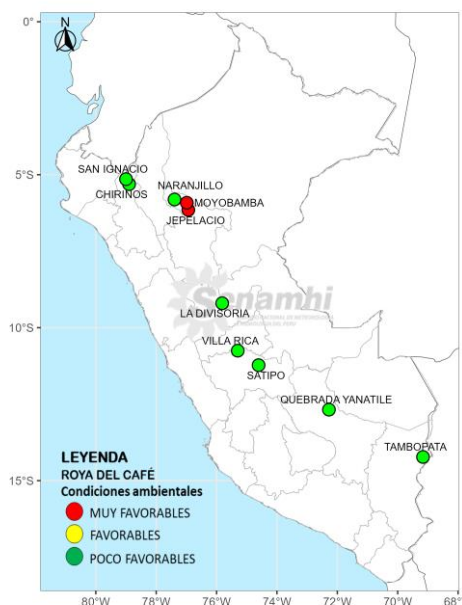 0°
N
SAN IGNACIO
5°S
NARANJILLO
MOYOBAMBA
CHIRINOS
JEPELACIO
Senamhi
LA DIVISORIA
10°S
VILLA RICA
SATIPO
QUEBRADA YANATILE
TAMBOPATA
LEYENDA
ROYA DEL CAFÉ
15°S
Condiciones ambientales
MUY FAVORABLES
FAVORABLES
POCO FAVORABLES
80°W 78°W 76°W 74°W 72°W 70°W 68°